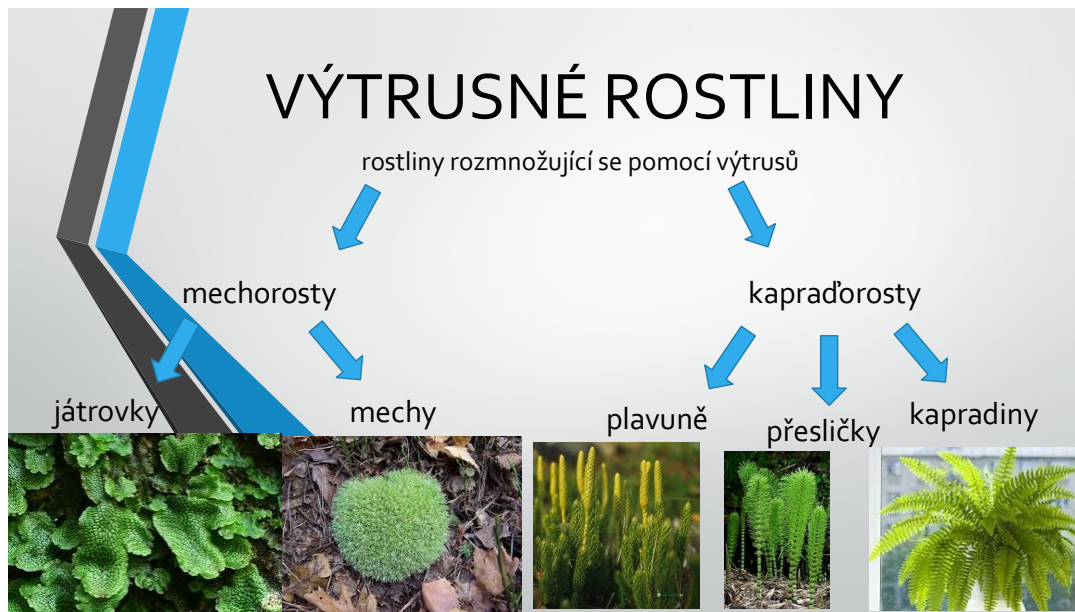 VÝTRUSNÉ ROSTLINY
rostliny rozmnožující se pomocí výtrusů
mechorosty
kapraďorosty
játrovky
mechy
plavuně
přesličky
kapradiny